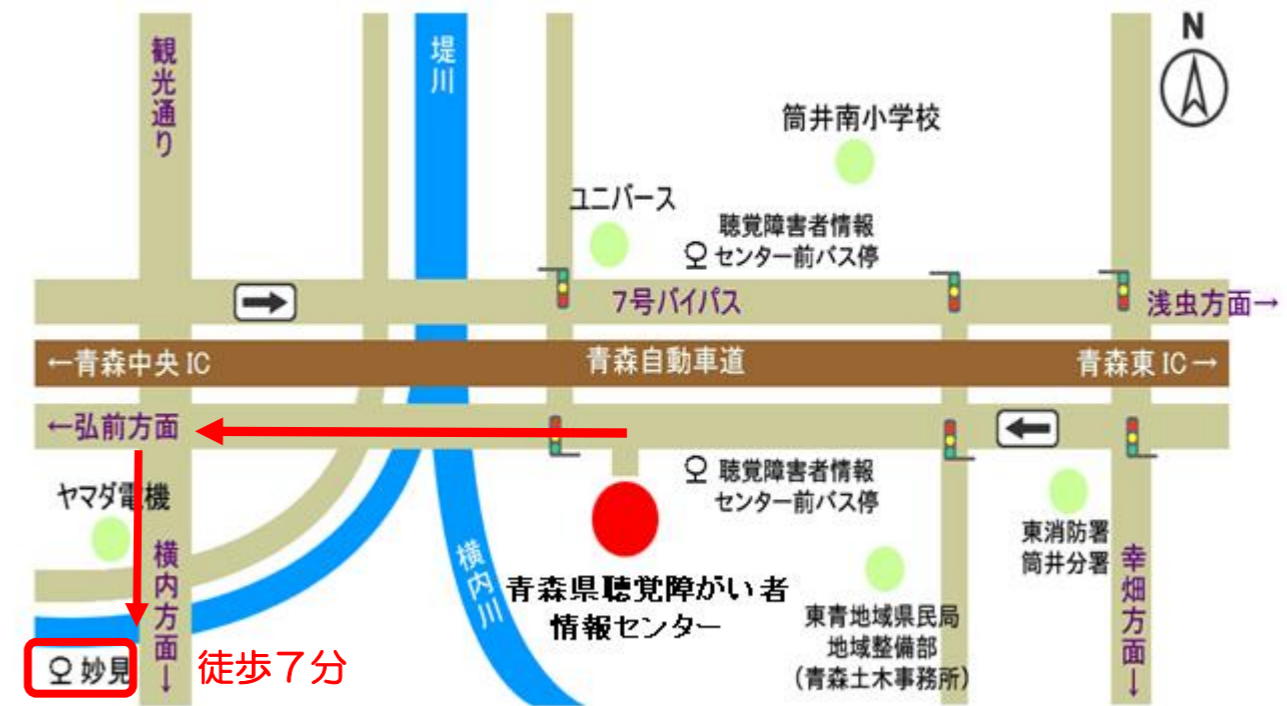 観光通り
堤川
N
筒井南小学校
ユニバース
聴覚障害者情報
センター前バス停
7号バイパス
浅虫方面→
←青森中央IC
青森自動車道
青森東IC→
←弘前方面
ヤマダ電機
聴覚障害者情報
センター前バス停
東消防署
筒井分署
横内方面→
横内川
幸畑方面→
青森県聴覚障がい者
情報センター
東青地域県民局
地域整備部
(青森土木事務所)
妙見
徒歩7分